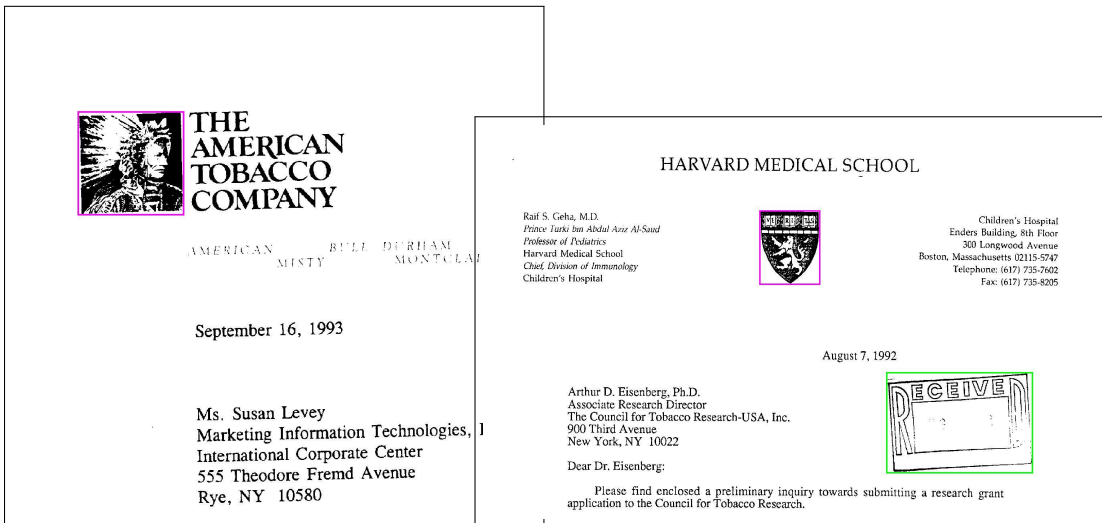 THE
AMERICAN
TOBACCO
COMPANY
AMERICAN BULL DURHAM
MISTY MONTCLAI
September 16, 1993
Ms. Susan Levey
Marketing Information Technologies, I
International Corporate Center
555 Theodore Fremd Avenue
Rye, NY 10580
HARVARD MEDICAL SCHOOL
Raif S. Geha, M.D.
Prince Turki bin Abdul Aziz Al-Saud
Professor of Pediatrics
Harvard Medical School
Chief, Division of Immunology
Children's Hospital
Children's Hospital
Enders Building, 8th Floor
300 Longwood Avenue
Boston, Massachusetts 02115-5747
Telephone: (617) 735-7602
Fax: (617) 735-8205
August 7, 1992
RECEIVED
Arthur D. Eisenberg, Ph.D.
Associate Research Director
The Council for Tobacco Research-USA, Inc.
900 Third Avenue
New York, NY 10022
Dear Dr. Eisenberg:
Please find enclosed a preliminary inquiry towards submitting a research grant
application to the Council for Tobacco Research.